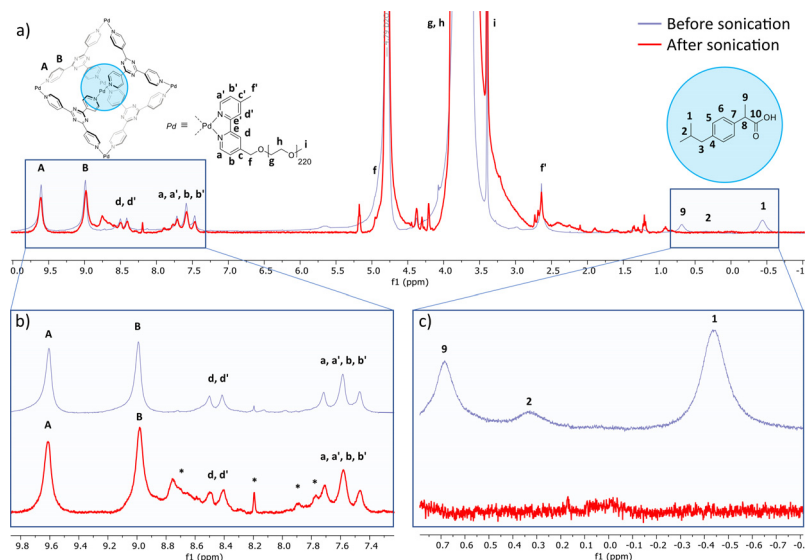 a)
Pd
A
B
Pd
Pd
Pd
Pd
Pd
N
N
N
Pd ≡
Pd
N
N
a'
b'
c'
f'
d'
e'
e
d
a
b
c
f
O
g
h
O
i
220
g, h
i
Before sonication
After sonication
9
10
OH
O
8
7
6
5
4
3
2
1
A
B
d, d'
a, a', b, b'
f
f'
9
2
1
10.0 9.5 9.0 8.5 8.0 7.5 7.0 6.5 6.0 5.5 5.0 4.5 4.0 3.5 3.0 2.5 2.0 1.5 1.0 0.5 0.0 -0.5 -1
f1 (ppm)
b)
A
B
d, d'
a, a', b, b'
A
B
*
d, d'
*
*
*
a, a', b, b'
9.8 9.6 9.4 9.2 9.0 8.8 8.6 8.4 8.2 8.0 7.8 7.6 7.4
f1 (ppm)
c)
9
2
1
0.7 0.6 0.5 0.4 0.3 0.2 0.1 0.0 -0.1 -0.2 -0.3 -0.4 -0.5 -0.6 -0.7
f1 (ppm)